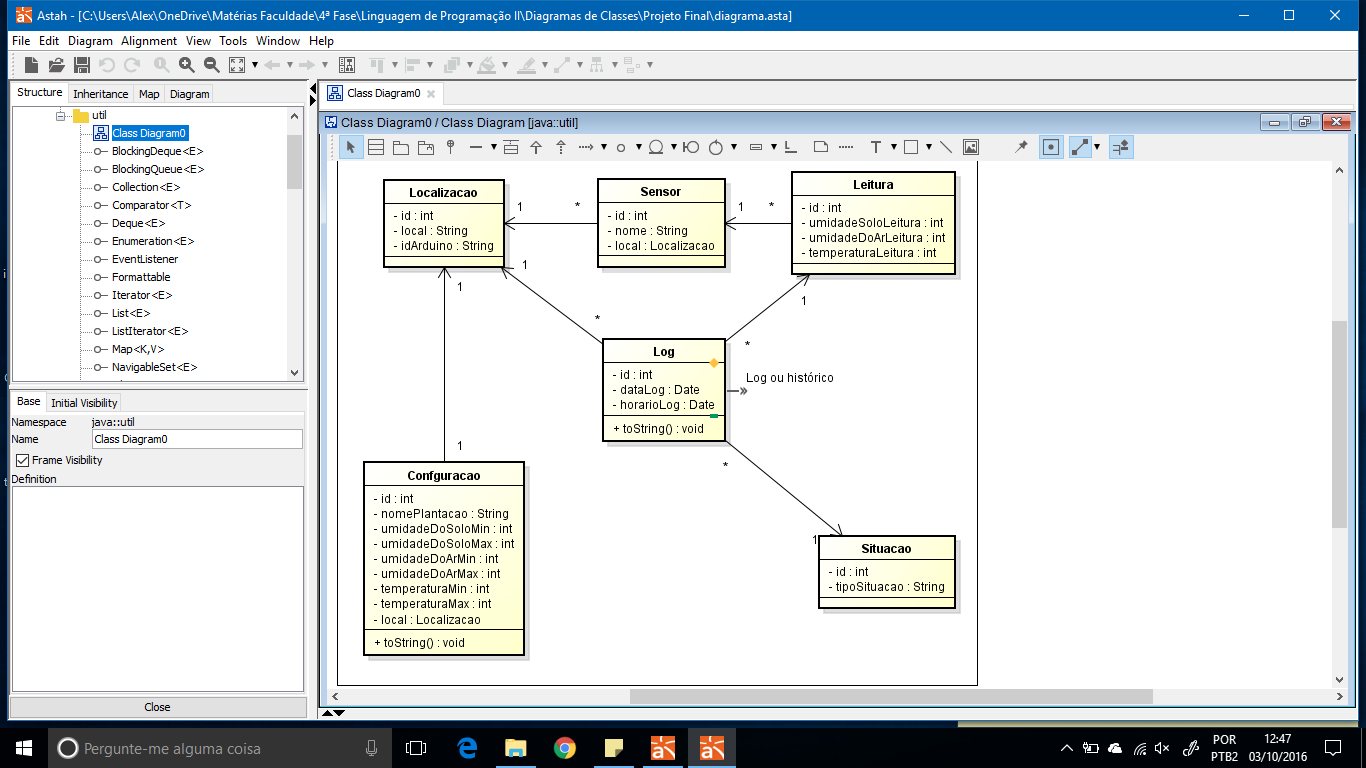 Astah - [C:\Users\Alex\OneDrive\Matérias Faculdade\4ª Fase\Linguagem de Programação II\Diagramas de Classes\Projeto Final\diagrama.asta]
File Edit Diagram Alignment View Tools Window Help
Structure Inheritance Map Diagram
util
Class Diagram0
BlockingDeque<E>
BlockingQueue<E>
Collection<E>
Comparator<T>
Deque<E>
Enumeration<E>
EventListener
Formattable
Iterator<E>
List<E>
ListIterator<E>
Map<K,V>
NavigableSet<E>
Base Initial Visibility
Namespace java::util
Name Class Diagram0
Frame Visibility
Definition
Close
Class Diagram0
Class Diagram0 / Class Diagram [java::util]
T
Localizacao
- id : int
- local : String
- idArduino : String
1 *
Sensor
- id : int
- nome : String
- local : Localizacao
1 *
Leitura
- id : int
- umidadeSoloLeitura : int
- umidadeDoArLeitura : int
- temperaturaLeitura : int
1
1
1
*
*
Log
- id : int
- dataLog : Date
- horarioLog : Date
+ toString() : void
Log ou histórico
1
*
1
Confguracao
- id : int
- nomePlantacao : String
- umidadeDoSoloMin : int
- umidadeDoSoloMax : int
- umidadeDoArMin : int
- umidadeDoArMax : int
- temperaturaMin : int
- temperaturaMax : int
- local : Localizacao
+ toString() : void
Situacao
- id : int
- tipoSituacao : String
Pergunte-me alguma coisa
POR
PTB2
12:47
03/10/2016